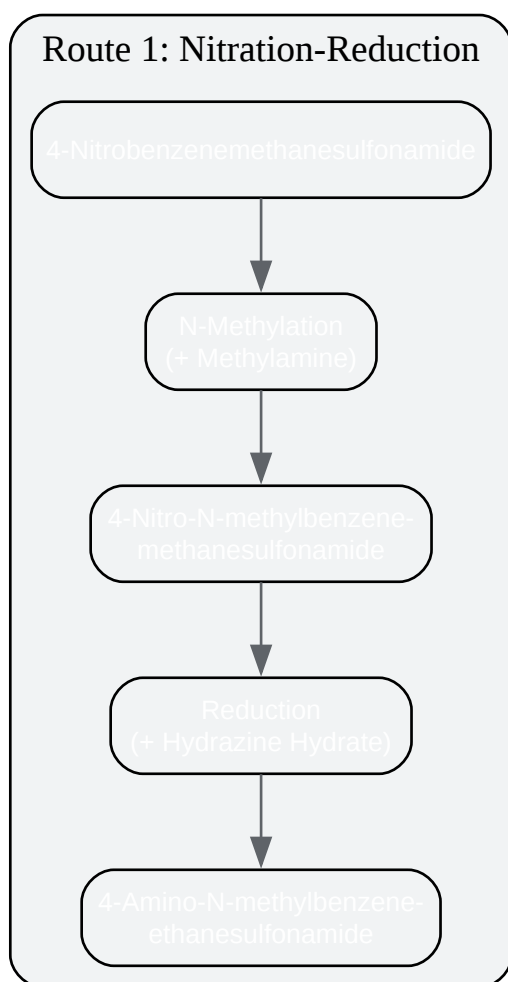 Route 1: Nitration-Reduction
4-Nitrobenzenemethanesulfonamide
N-Methylation
(+ Methylamine)
4-Nitro-N-methylbenzene-
methanesulfonamide
Reduction
(+ Hydrazine Hydrate)
4-Amino-N-methylbenzene-
ethanesulfonamide